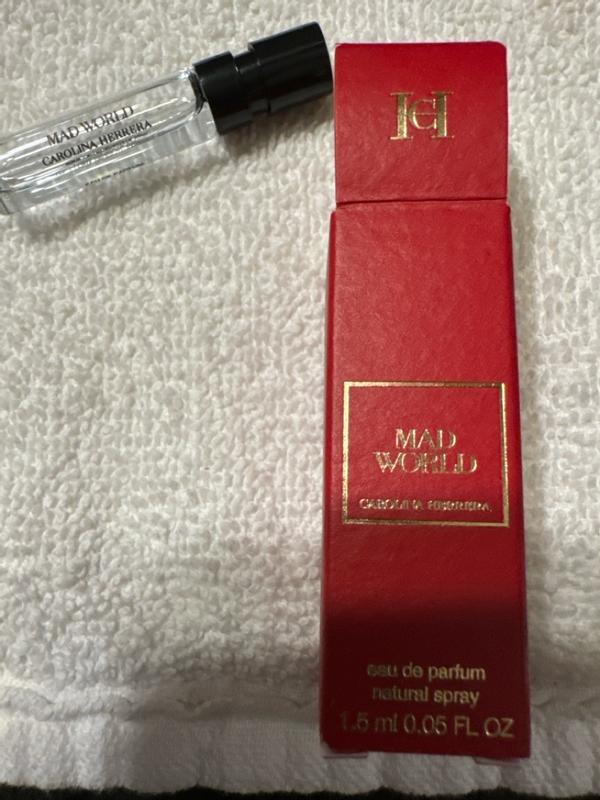 MAD WORLD
CAROLINA HERRERA
CH
MAD
WORLD
CAROLINA HERRERA
eau de parfum
natural spray
1.5 ml 0.05 FL OZ